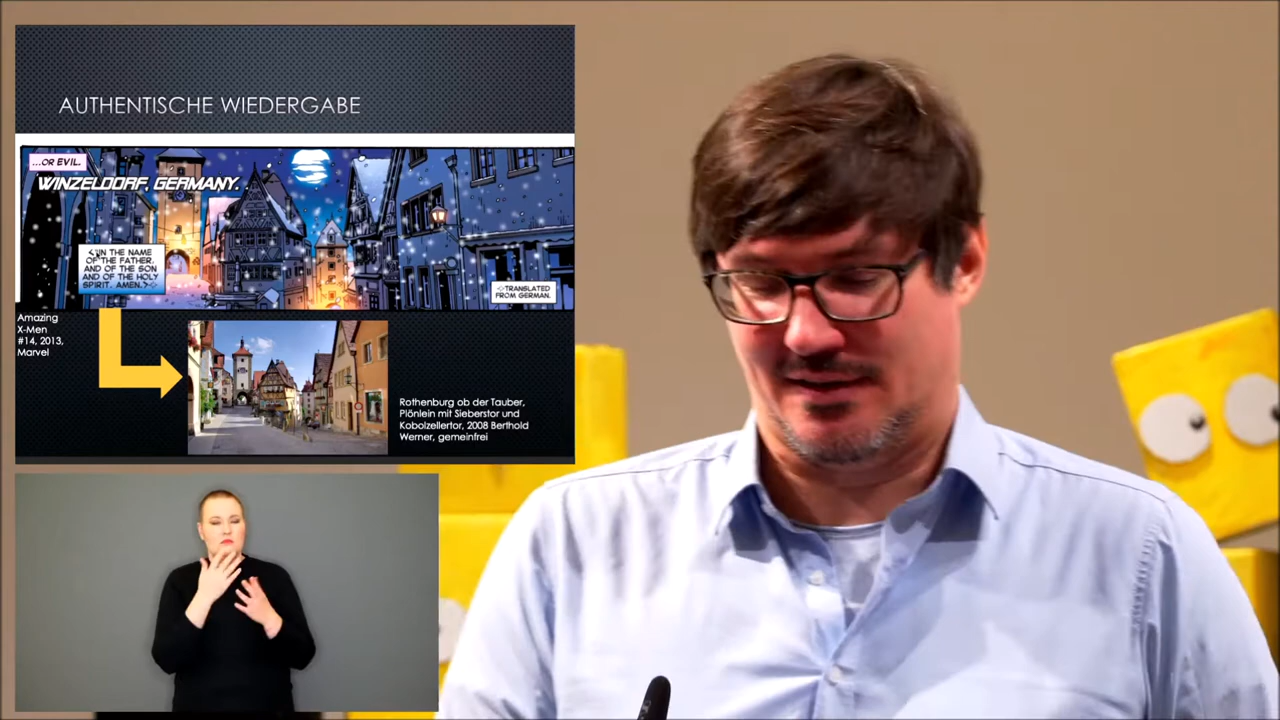 AUTHENTISCHE WIEDERGABE
...OR EVIL.
WINZELDORF, GERMANY.
<IN THE NAME
OF THE FATHER,
AND OF THE SON
AND OF THE HOLY
SPIRIT. AMEN.>
<>TRANSLATED
FROM GERMAN.
Amazing
X-Men
#14, 2013,
Marvel
Rothenburg ob der Tauber,
Plönlein mit Sieberstor und
Kobolzellertor, 2008 Berthold
Werner, gemeinfrei